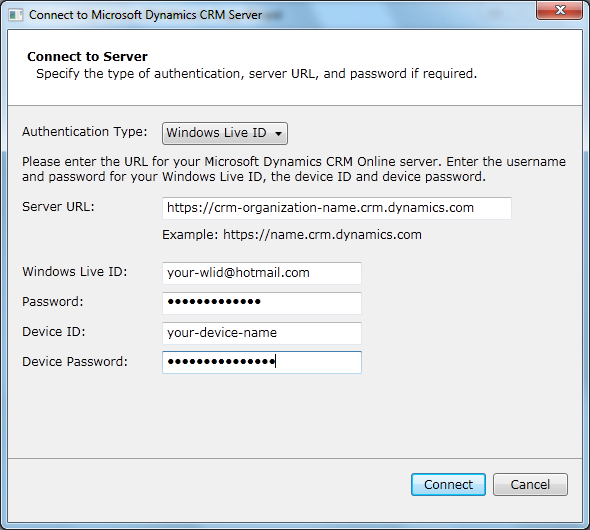 Connect to Microsoft Dynamics CRM Server
Connect to Server
Specify the type of authentication, server URL, and password if required.
Authentication Type: Windows Live ID
Please enter the URL for your Microsoft Dynamics CRM Online server. Enter the username
and password for your Windows Live ID, the device ID and device password.
Server URL: https://crm-organization-name.crm.dynamics.com
Example: https://name.crm.dynamics.com
Windows Live ID: your-wlid@hotmail.com
Password: ●●●●●●●●●●●●●
Device ID: your-device-name
Device Password: ●●●●●●●●●●●●●●●
Connect Cancel